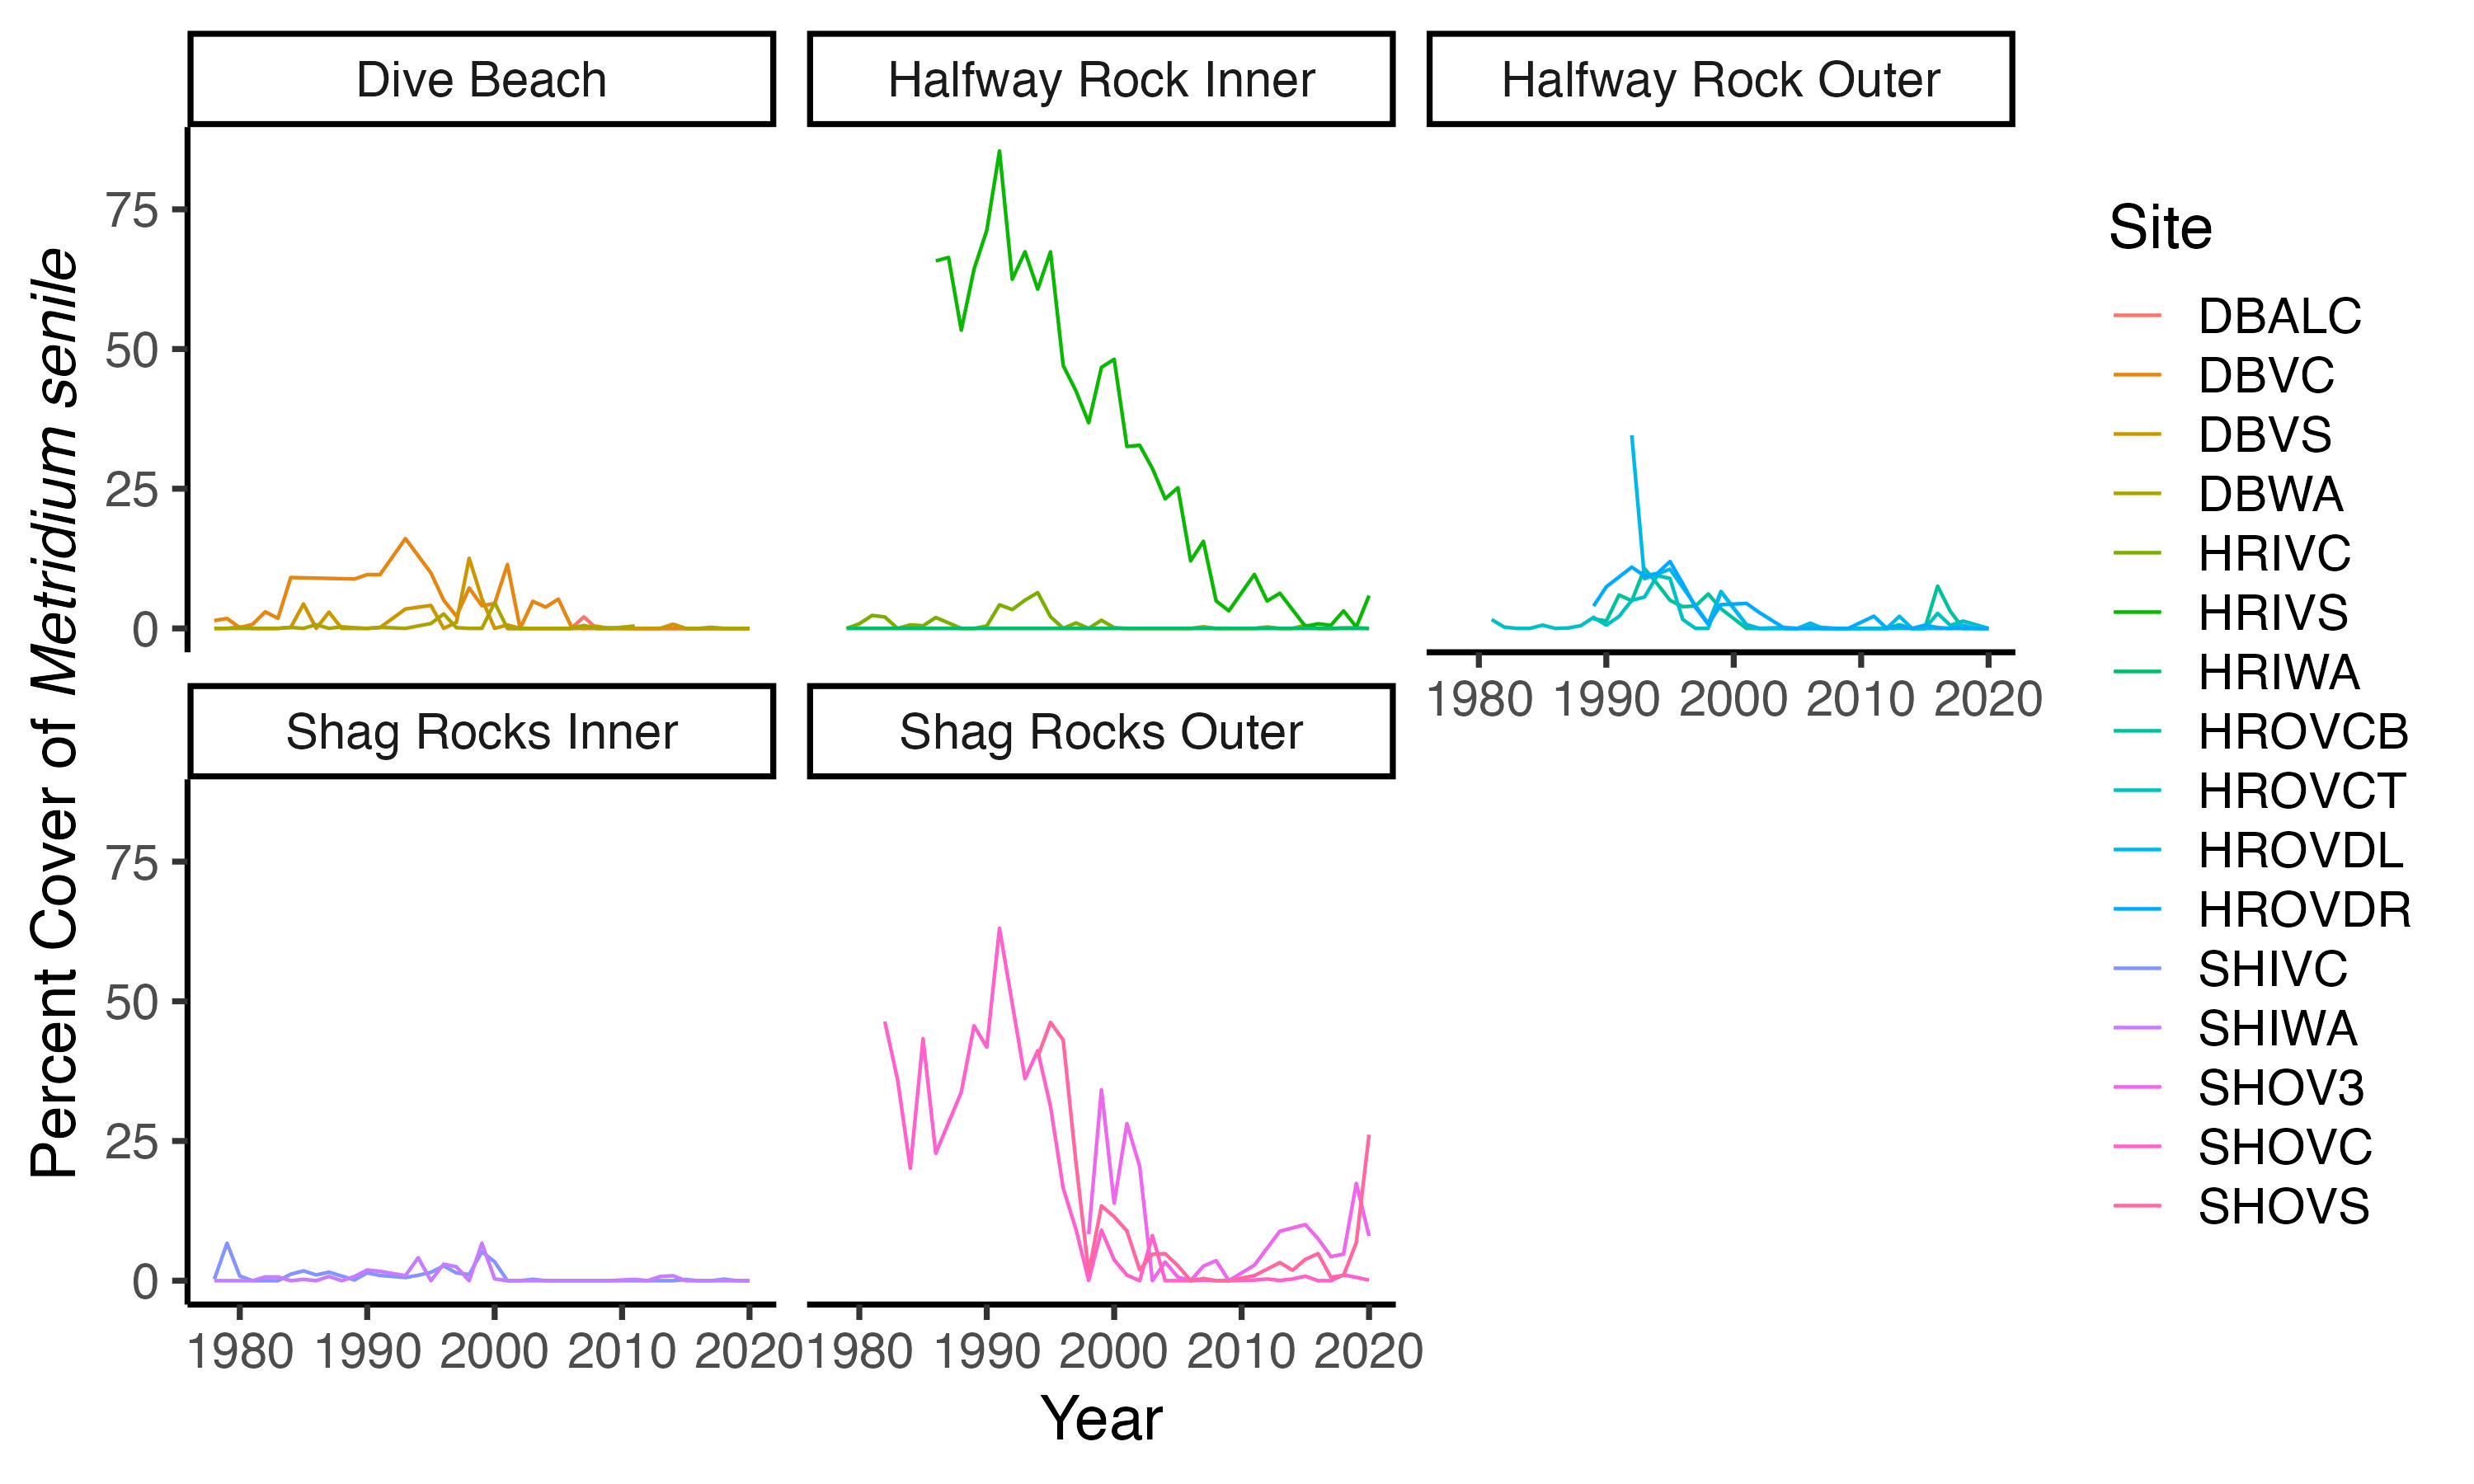 Dive Beach
Halfway Rock Inner
Halfway Rock Outer
75
50
25
0
1980 1990 2000 2010 2020
Shag Rocks Inner
Shag Rocks Outer
75
50
25
0
1980 1990 2000 2010 2020
1980 1990 2000 2010 2020
Year
Percent Cover of Metridium senile
Site
DBALC
DBVC
DBVS
DBWA
HRIVC
HRIVS
HRIWA
HROVCB
HROVCT
HROVDL
HROVDR
SHIVC
SHIWA
SHOV3
SHOVC
SHOVS